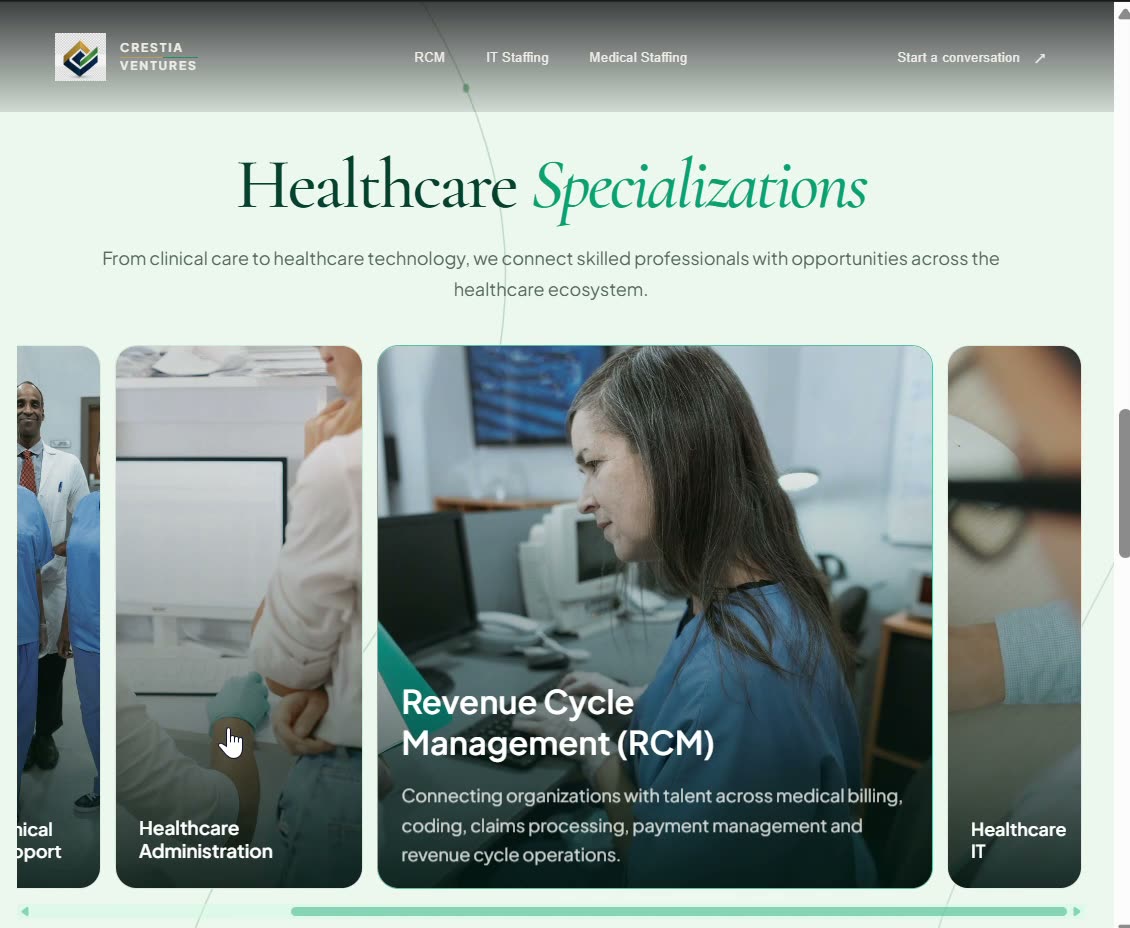 CRESTIA
VENTURES
RCM
IT Staffing
Medical Staffing
Start a conversation ↗
Healthcare Specializations
From clinical care to healthcare technology, we connect skilled professionals with opportunities across the
healthcare ecosystem.
nical
pport
Healthcare
Administration
Revenue Cycle
Management (RCM)
Connecting organizations with talent across medical billing,
coding, claims processing, payment management and
revenue cycle operations.
Healthcare
IT